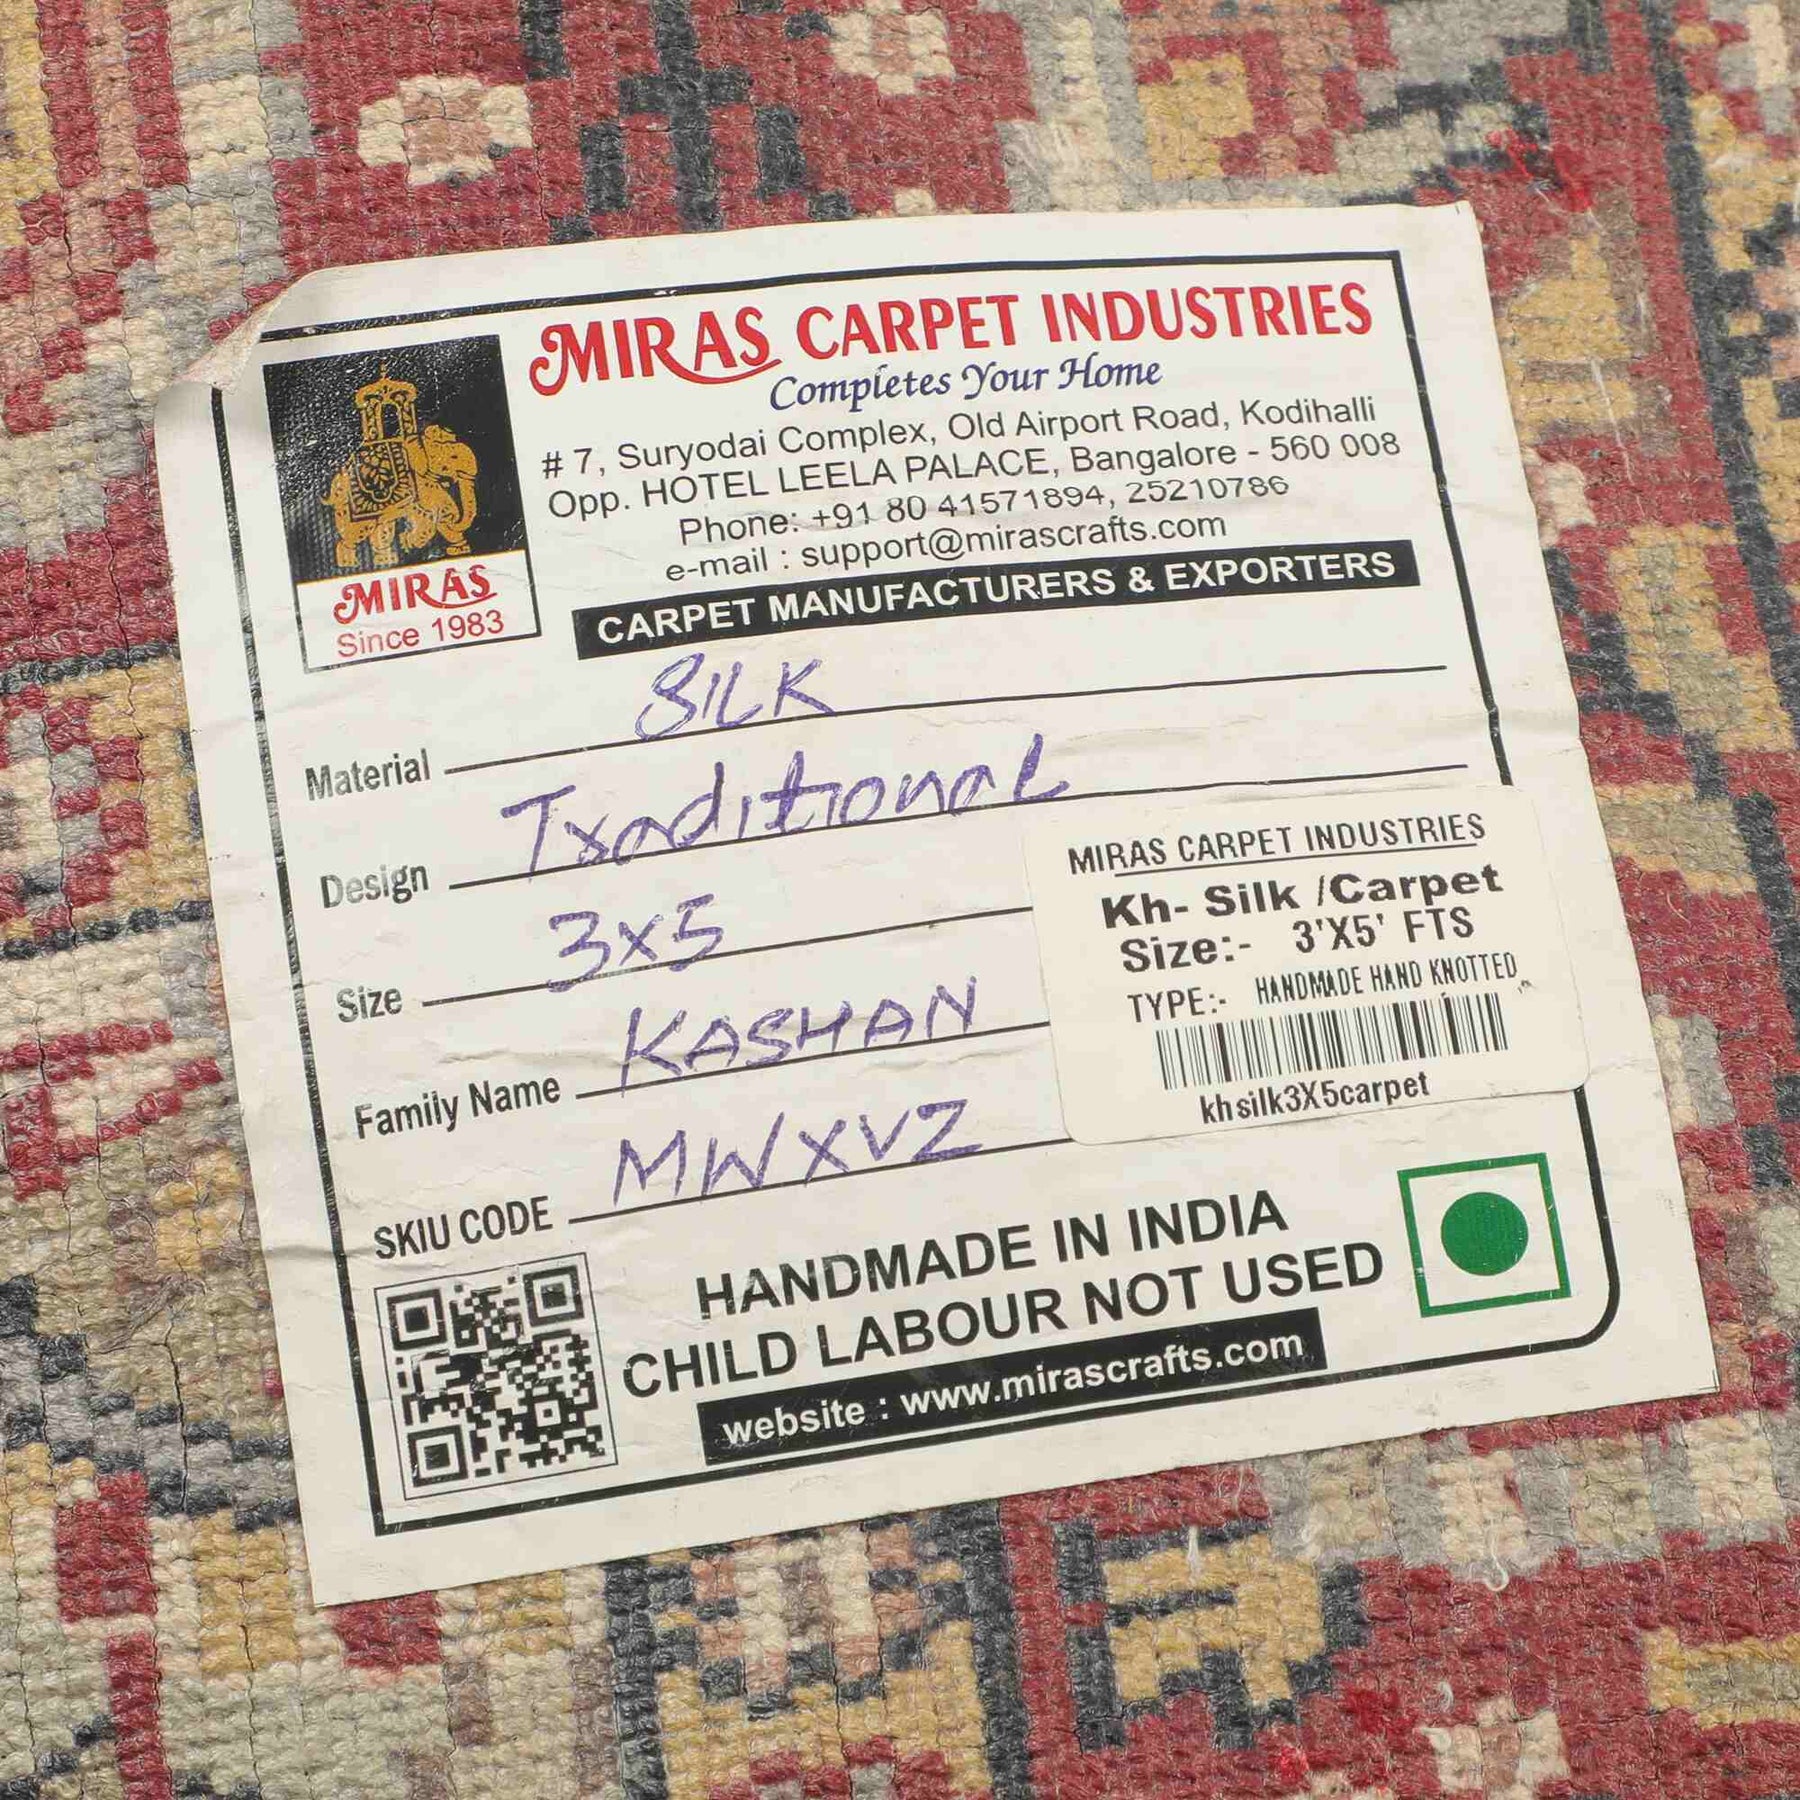 MIRAS CARPET INDUSTRIES
Completes Your Home
# 7, Suryodai Complex, Old Airport Road, Kodihalli
Opp. HOTEL LEELA PALACE, Bangalore - 560 008
Phone: +91 80 41571894, 25210786
e-mail : support@mirascrafts.com
CARPET MANUFACTURERS & EXPORTERS
MIRAS
Since 1983
Material SILK
Design Traditional
Size 3x5
Family Name KASHAN
SKIU CODE MWXVZ
MIRAS CARPET INDUSTRIES
Kh- Silk /Carpet
Size:- 3'X5' FTS
TYPE:- HANDMADE HAND KNOTTED
khsilk3X5carpet
HANDMADE IN INDIA
CHILD LABOUR NOT USED
website : www.mirascrafts.com